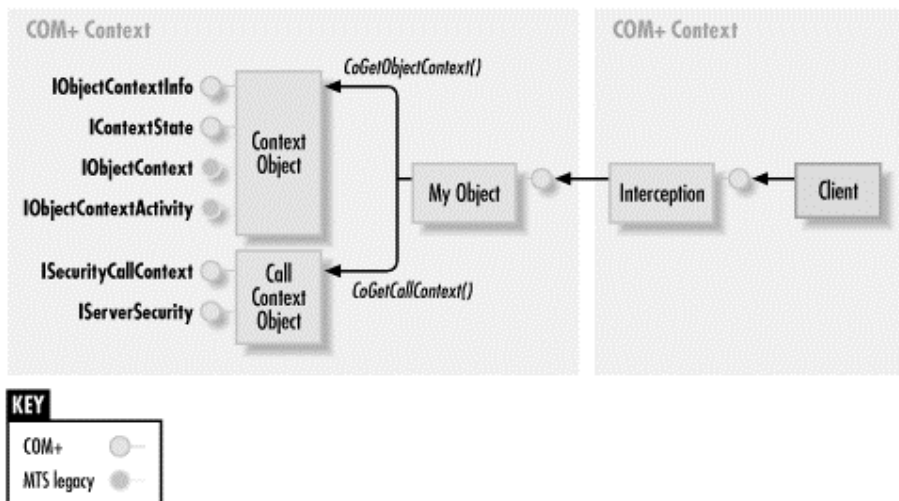 COM+ Context
COM+ Context
CoGetObjectContext()
IObjectContextInfo
IContextState
IObjectContext
IObjectContextActivity
Context
Object
My Object
Interception
Client
ISecurityCallContext
IServerSecurity
Call
Context
Object
CoGetCallContext()
KEY
COM+
MTS legacy